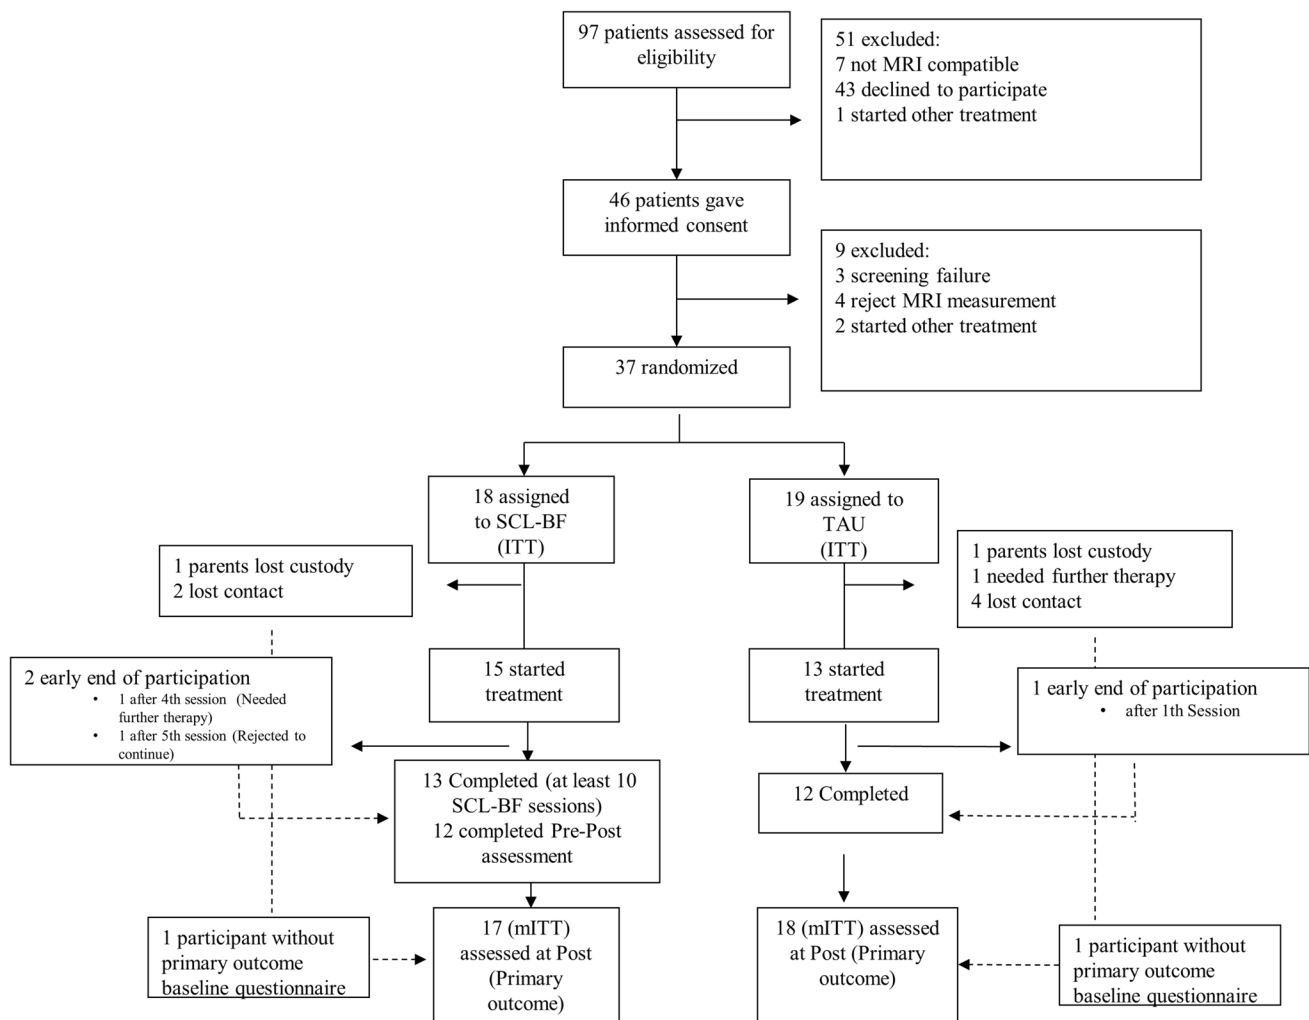 97 patients assessed for
eligibility
51 excluded:
7 not MRI compatible
43 declined to participate
1 started other treatment
46 patients gave
informed consent
9 excluded:
3 screening failure
4 reject MRI measurement
2 started other treatment
37 randomized
18 assigned
to SCL-BF
(ITT)
19 assigned to
TAU
(ITT)
1 parents lost custody
2 lost contact
1 parents lost custody
1 needed further therapy
4 lost contact
15 started
treatment
13 started
treatment
2 early end of participation
• 1 after 4th session (Needed
further therapy)
• 1 after 5th session (Rejected to
continue)
1 early end of participation
• after 1th Session
13 Completed (at least 10
SCL-BF sessions)
12 completed Pre-Post
assessment
12 Completed
1 participant without
primary outcome
baseline questionnaire
17 (mITT)
assessed at Post
(Primary
outcome)
18 (mITT) assessed
at Post (Primary
outcome)
1 participant without
primary outcome
baseline questionnaire